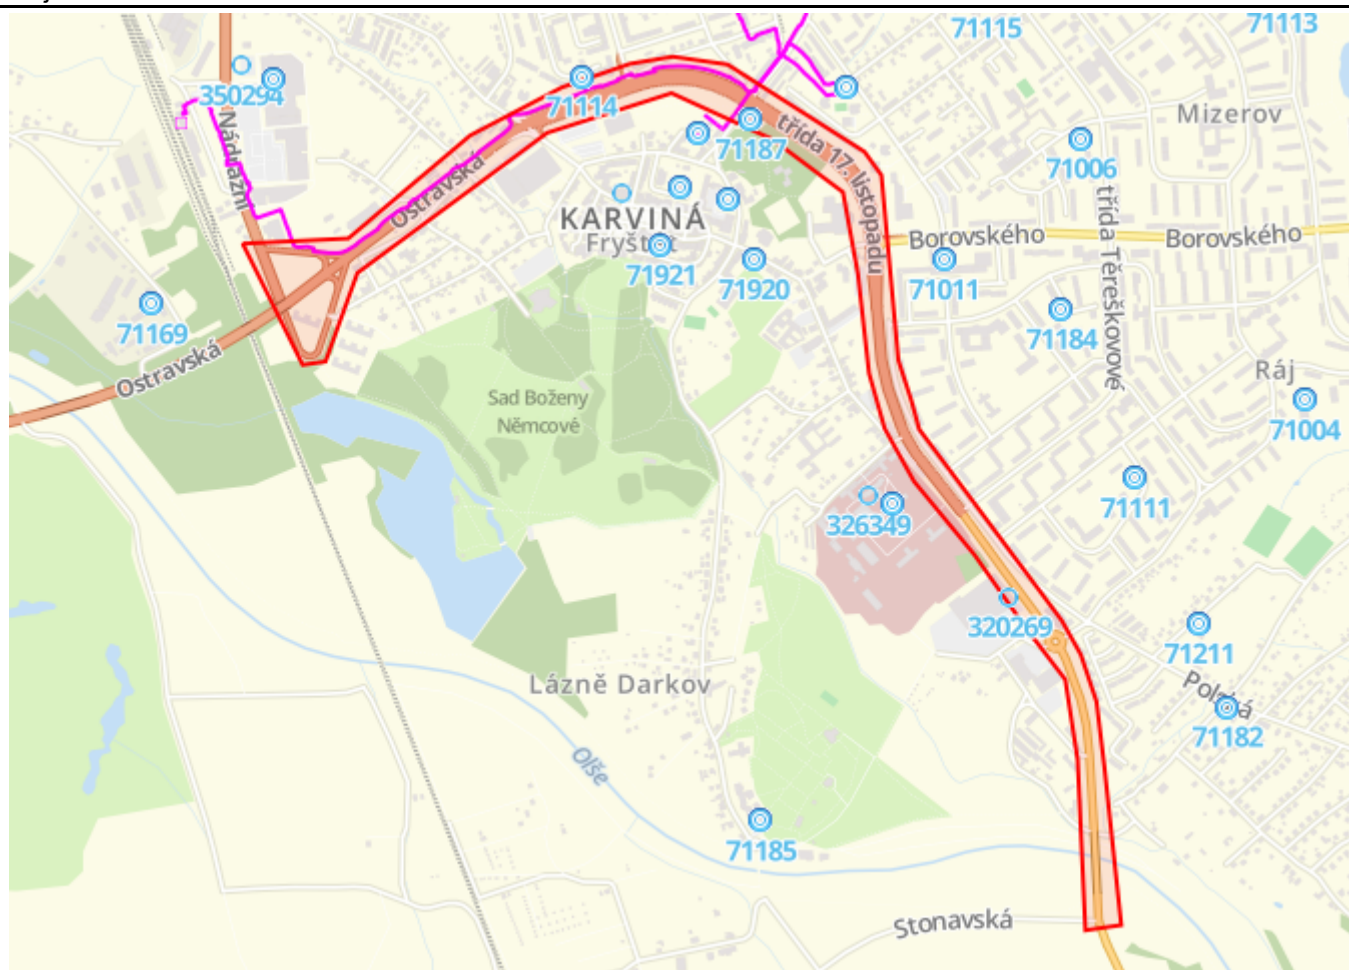 71115
71113
350294
71114
Mizerov
71187
třída 17. listopadu
71006
Nádražní
Ostravská
KARVINÁ
Fryštát
71921
71920
Borovského
Borovského
třída Těreškovové
71011
71169
71184
Ostravská
Ráj
Sad Boženy
Němcové
71004
71111
326349
320269
71211
Lázně Darkov
Polská
71182
Olše
71185
Stonavská